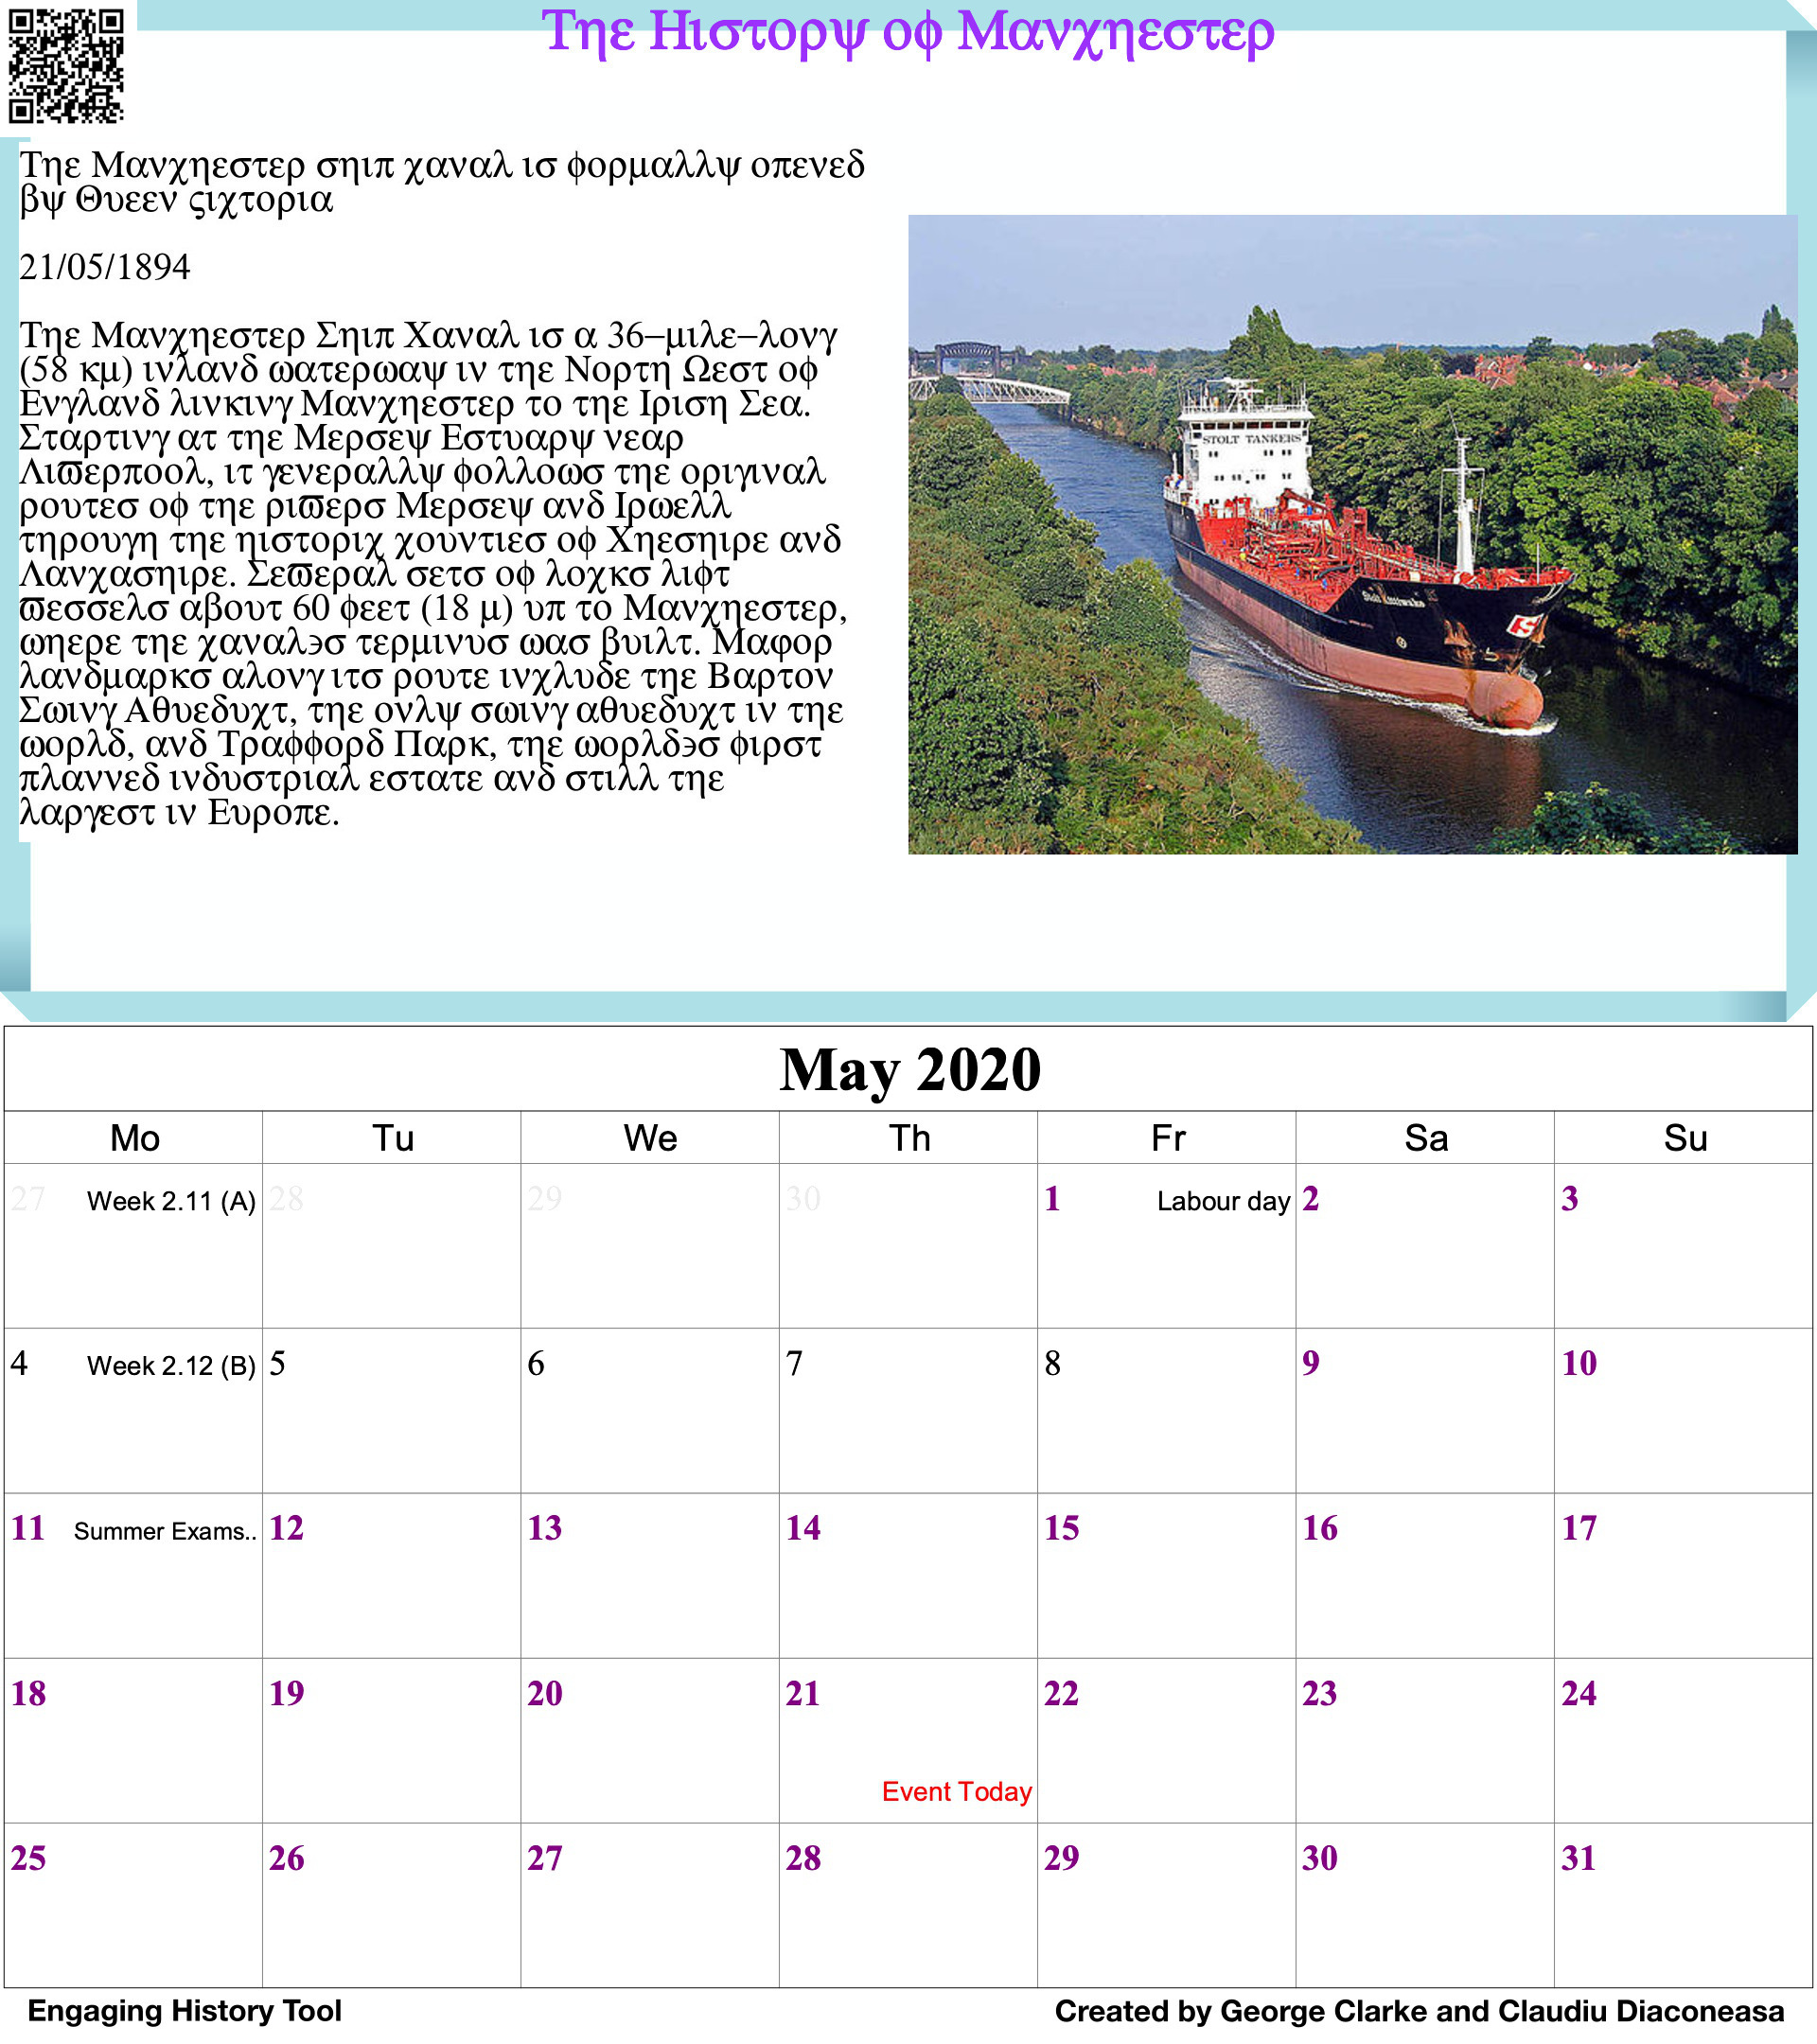 Τηε Ηιστορψ οφ Μανχηεστερ
Τηε Μανχηεστερ σηιπ χαναλ ισ φορμαλλψ οπενεδ
βψ Θυεεν ςιχτορια
21/05/1894
Τηε Μανχηεστερ Σηιπ Χαναλ ισ α 36–μιλε–λονγ
(58 κμ) ινλανδ ωατερωαψ ιν τηε Νορτη Ωεστ οφ
Ενγλανδ λινκινγ Μανχηεστερ το τηε Ιριση Σεα.
Σταρτινγ ατ τηε Μερσεψ Εστυαρψ νεαρ
Λιϖερποολ, ιτ γενεραλλψ φολλοωσ τηε οριγιναλ
ρουτεσ οφ τηε ριϖερσ Μερσεψ ανδ Ιρωελλ
τηρουγη τηε ηιστοριχ χουντιεσ οφ Χηεσηιρε ανδ
Λανχασηιρε. Σεϖεραλ σετσ οφ λοχκσ λιφτ
ϖεσσελσ αβουτ 60 φεετ (18 μ) υπ το Μανχηεστερ,
ωηερε τηε χαναλ϶σ τερμινυσ ωασ βυιλτ. Μαφορ
λανδμαρκσ αλονγ ιτσ ρουτε ινχλυδε τηε Βαρτον
Σωινγ Αθυεδυχτ, τηε ονλψ σωινγ αθυεδυχτ ιν τηε
ωορλδ, ανδ Τραφφορδ Παρκ, τηε ωορλδ϶σ φιρστ
πλαννεδ ινδυστριαλ εστατε ανδ στιλλ τηε
λαργεστ ιν Ευροπε.
STOLT TANKERS
May 2020
Mo Tu We Th Fr Sa Su
27 Week 2.11 (A) 28 29 30 1 Labour day 2 3
4 Week 2.12 (B) 5 6 7 8 9 10
11 Summer Exams.. 12 13 14 15 16 17
18 19 20 21 22 23 24
Event Today
25 26 27 28 29 30 31
Engaging History Tool
Created by George Clarke and Claudiu Diaconeasa